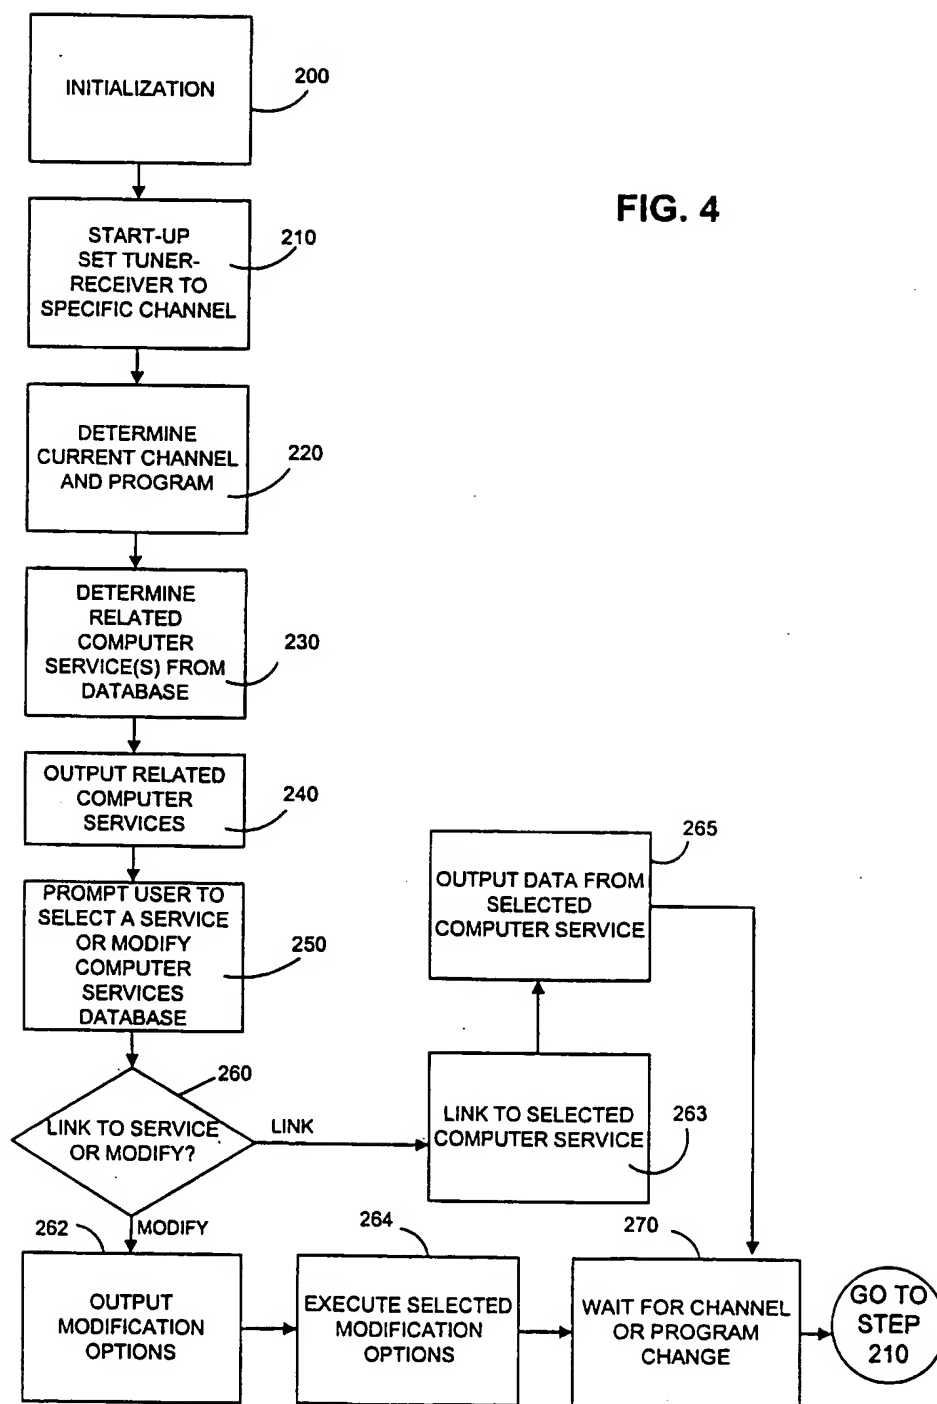 INITIALIZATION
200
FIG. 4
START-UP
SET TUNER-
RECEIVER TO
SPECIFIC CHANNEL
210
DETERMINE
CURRENT CHANNEL
AND PROGRAM
220
DETERMINE
RELATED
COMPUTER
SERVICE(S) FROM
DATABASE
230
OUTPUT RELATED
COMPUTER
SERVICES
240
PROMPT USER TO
SELECT A SERVICE
OR MODIFY
COMPUTER
SERVICES
DATABASE
250
265
OUTPUT DATA FROM
SELECTED
COMPUTER SERVICE
260
LINK TO SERVICE
OR MODIFY?
LINK
LINK TO SELECTED
COMPUTER SERVICE
263
MODIFY
262
OUTPUT
MODIFICATION
OPTIONS
264
EXECUTE SELECTED
MODIFICATION
OPTIONS
270
WAIT FOR CHANNEL
OR PROGRAM
CHANGE
GO TO
STEP
210